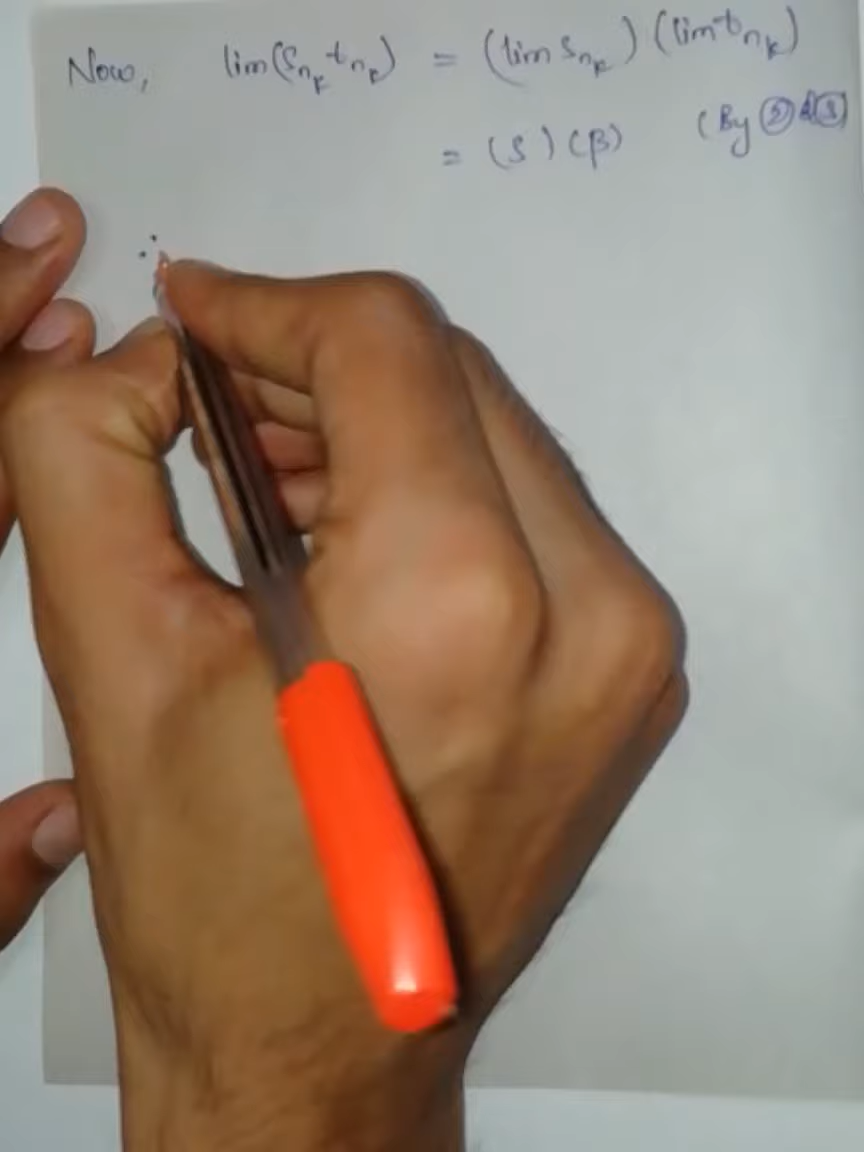 Now, lim(s_{n_k} t_{n_k}) = (lim s_{n_k}) (lim t_{n_k})
= (s) (β) (By ② & ③
∴